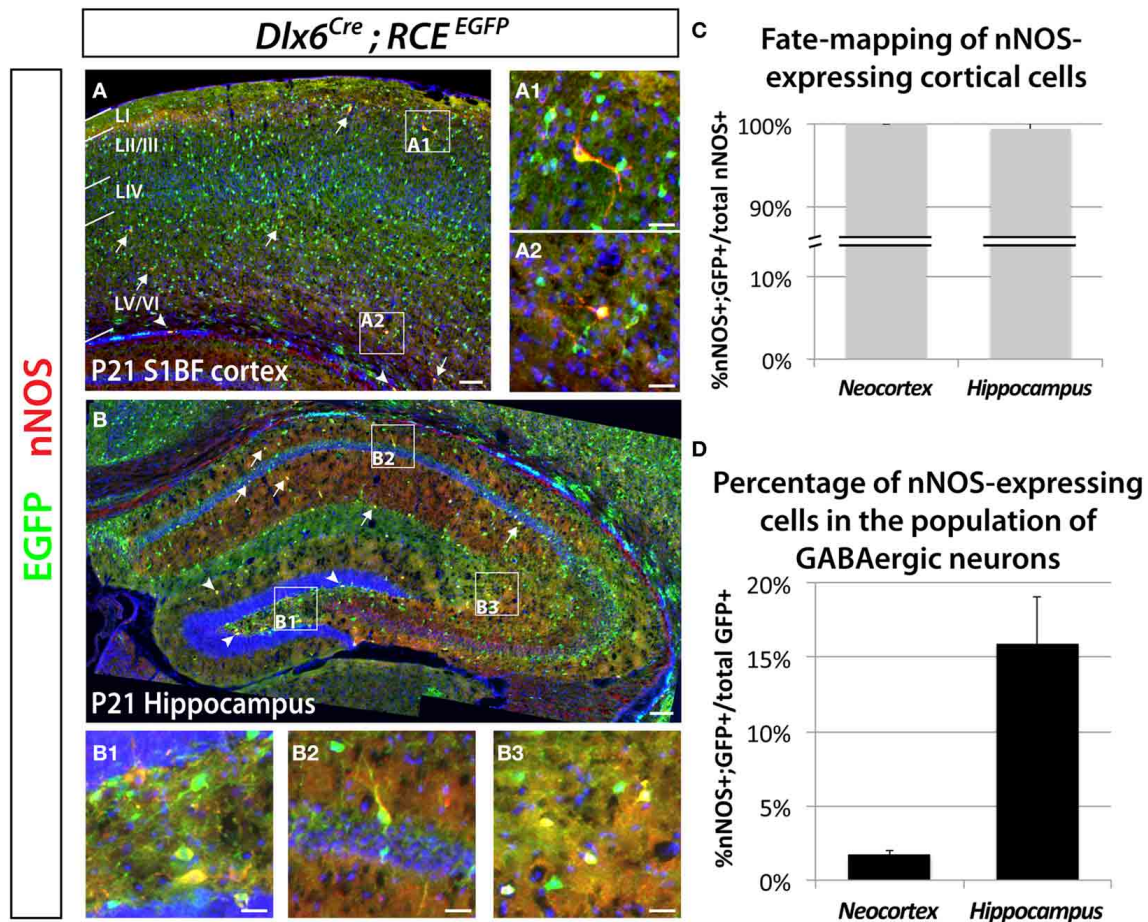 Dlx6Cre ; RCE EGFP
EGFP nNOS
A
LI
LII/III
LIV
LV/VI
A1
A2
P21 S1BF cortex
A1
A2
B
B2
B3
B1
P21 Hippocampus
B1
B2
B3
C
Fate-mapping of nNOS-
expressing cortical cells
%nNOS+;GFP+/total nNOS+
100%
90%
10%
0%
Neocortex
Hippocampus
D
Percentage of nNOS-expressing
cells in the population of
GABAergic neurons
%nNOS+;GFP+/total GFP+
20%
15%
10%
5%
0%
Neocortex
Hippocampus